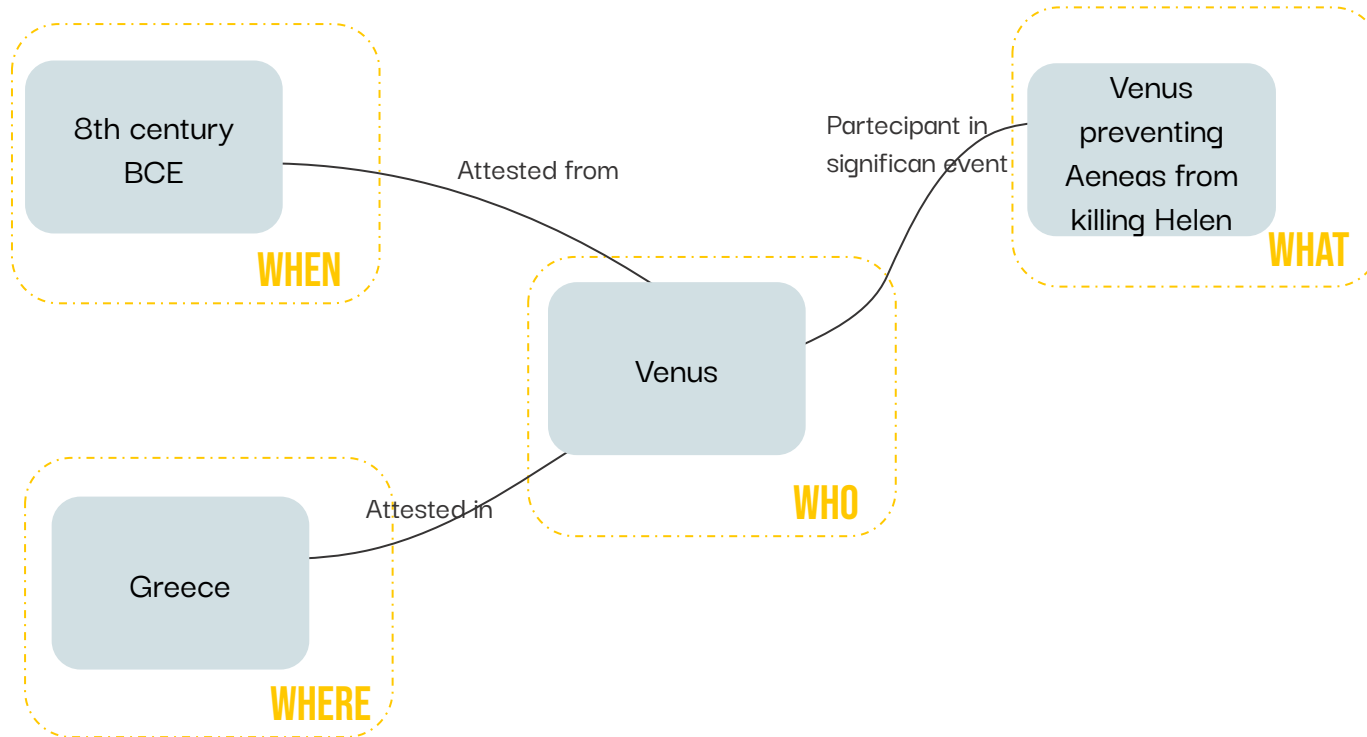 8th century
BCE
WHEN
Attested from
Partecipant in
significan event
Venus
preventing
Aeneas from
killing Helen
WHAT
Venus
WHO
Attested in
Greece
WHERE